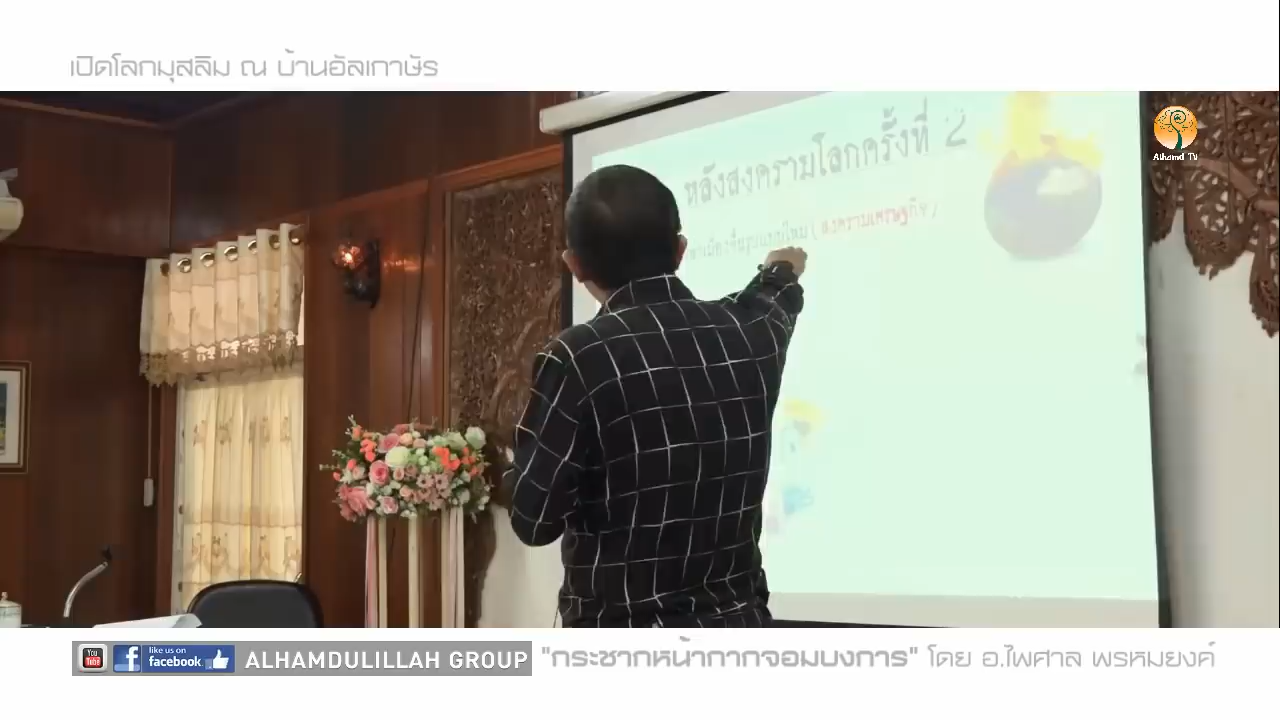 เปิดโลกมุสลิม ณ บ้านอัลเกาษัร
Alhamd TV
หลังสงครามโลกครั้งที่ 2
(สงครามเศรษฐกิจ)
You Tube
like us on
facebook
ALHAMDULILLAH GROUP
"กระชากหน้ากากจอมบงการ" โดย อ.ไพศาล พรหมยงค์